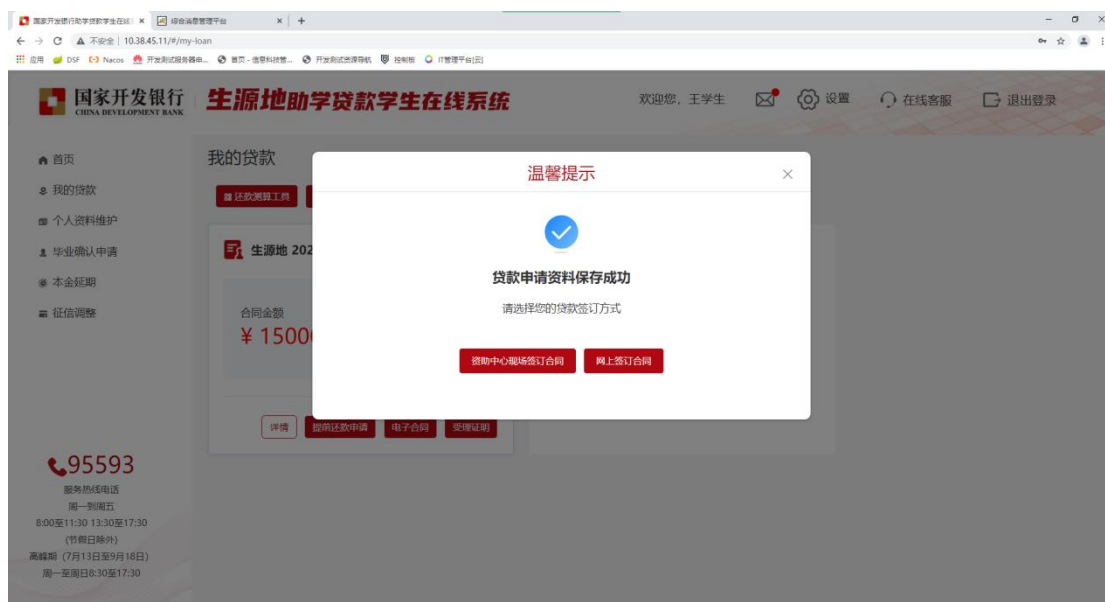 国家开发银行助学贷款学生在线 × 综合消息管理平台 × +
不安全 | 10.38.45.11/#/my-loan
应用 DSF Nacos 开发测试服务器申... 首页 - 信息科技管... 开发测试资源导航 控制板 IT管理平台[云]
国家开发银行 生源地助学贷款学生在线系统 欢迎您，王学生 设置 在线客服 退出登录
CHINA DEVELOPMENT BANK
首页
我的贷款
个人资料维护
毕业确认申请
本金延期
征信调整
95593
服务热线电话
周一到周五
8:00至11:30 13:30至17:30
(节假日除外)
高峰期（7月13日至9月18日）
周一至周日8:30至17:30
我的贷款
还款测算工具
生源地 202
合同金额
¥ 1500
详情 提前还款申请 电子合同 受理证明
温馨提示 ×
贷款申请资料保存成功
请选择您的贷款签订方式
资助中心现场签订合同 网上签订合同